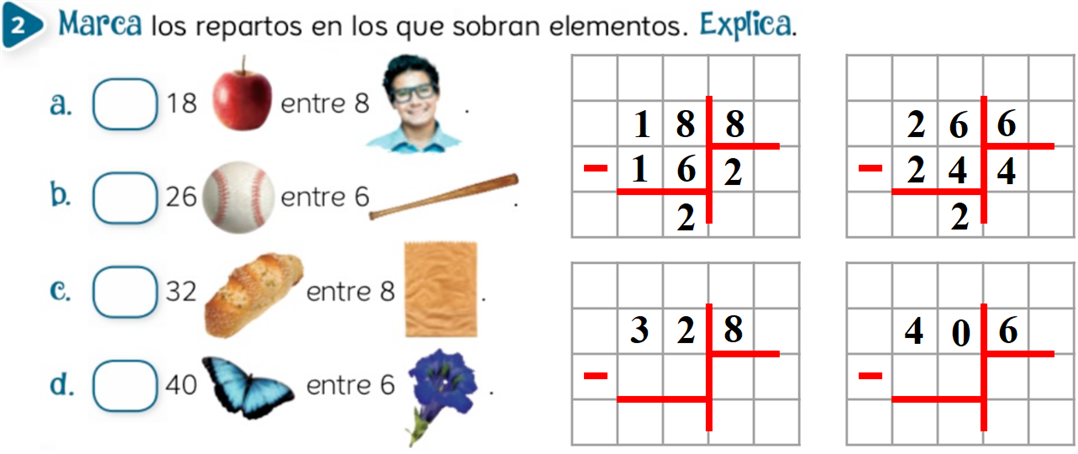 2 Marca los repartos en los que sobran elementos. Explica.
a. 18 entre 8 .
b. 26 entre 6 .
c. 32 entre 8 .
d. 40 entre 6 .
1 8 8
- 1 6 2
2
2 6 6
- 2 4 4
2
3 2 8
-
4 0 6
-